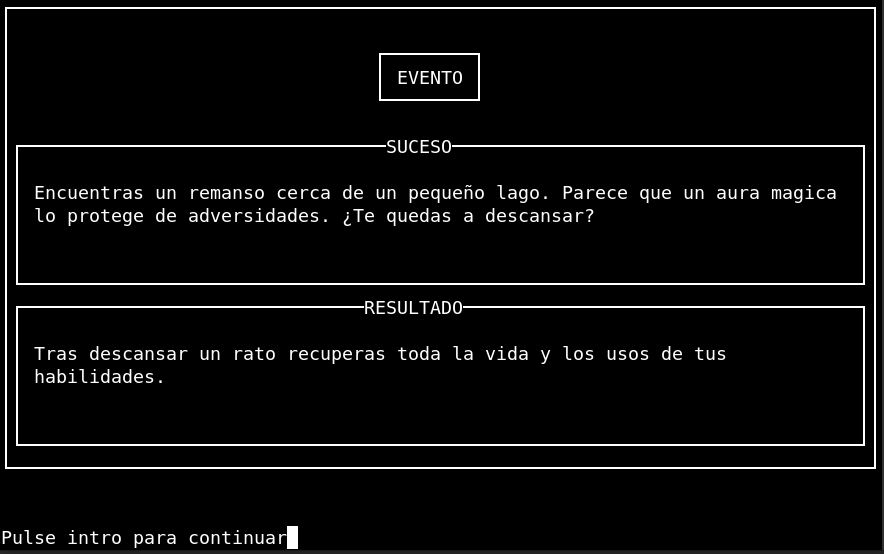 EVENTO
SUCESO
Encuentras un remanso cerca de un pequeño lago. Parece que un aura magica
lo protege de adversidades. ¿Te quedas a descansar?
RESULTADO
Tras descansar un rato recuperas toda la vida y los usos de tus
habilidades.
Pulse intro para continuar